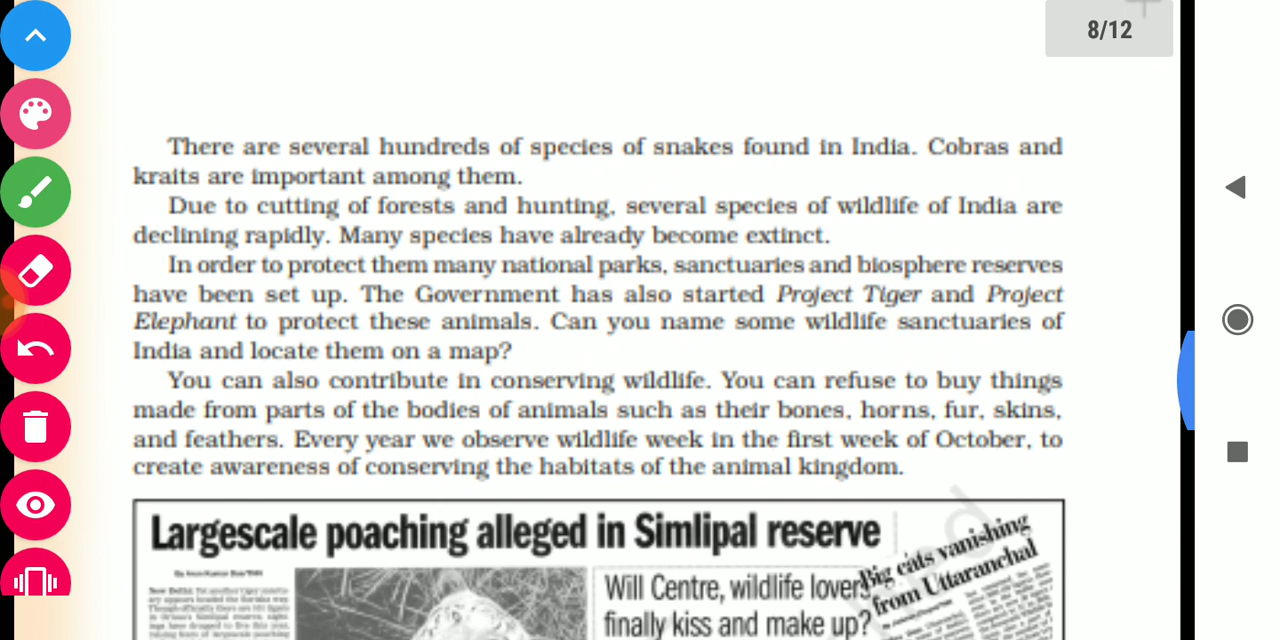 8/12
There are several hundreds of species of snakes found in India. Cobras and
kraits are important among them.
Due to cutting of forests and hunting, several species of wildlife of India are
declining rapidly. Many species have already become extinct.
In order to protect them many national parks, sanctuaries and biosphere reserves
have been set up. The Government has also started Project Tiger and Project
Elephant to protect these animals. Can you name some wildlife sanctuaries of
India and locate them on a map?
You can also contribute in conserving wildlife. You can refuse to buy things
made from parts of the bodies of animals such as their bones, horns, fur, skins,
and feathers. Every year we observe wildlife week in the first week of October, to
create awareness of conserving the habitats of the animal kingdom.
Largescale poaching alleged in Simlipal reserve
Will Centre, wildlife lovers
finally kiss and make up?
Big cats vanishing
from Uttaranchal